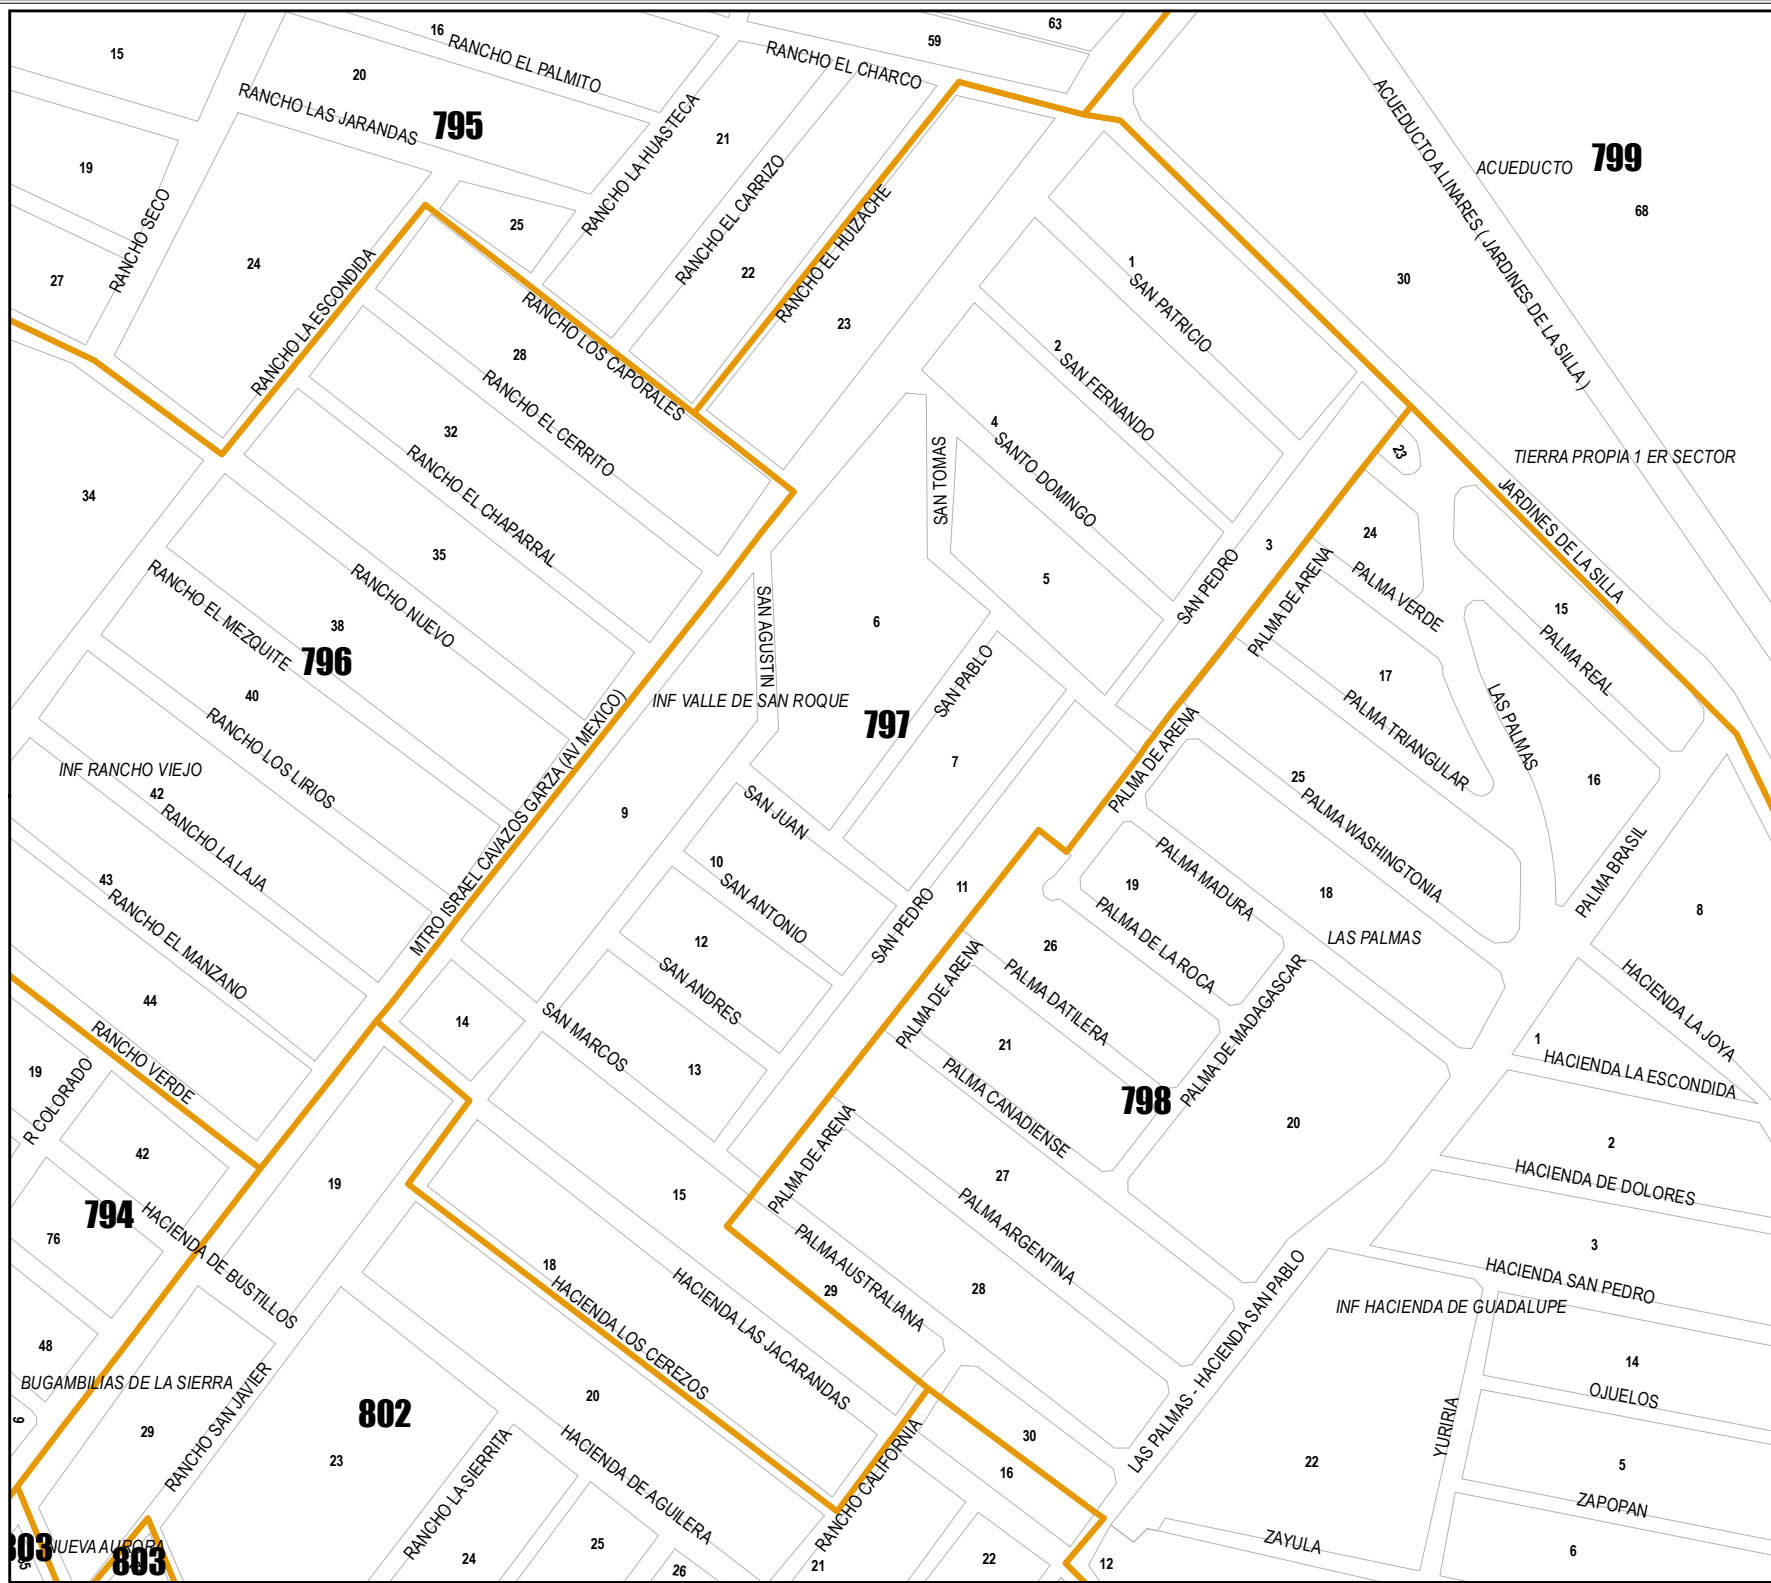 63
59
16
15
RANCHO EL PALMITO
RANCHO EL CHARCO
20
RANCHO LAS JARANDAS
795
RANCHO LA HUASTECA
21
ACUEDUCTO A LINARES ( JARDINES DE LA SILLA )
ACUEDUCTO
799
68
19
RANCHO SECO
RANCHO EL CARRIZO
RANCHO EL HUIZACHE
25
24
27
22
1
SAN PATRICIO
30
RANCHO LA ESCONDIDA
RANCHO LOS CAPORALES
23
28
2
SAN FERNANDO
RANCHO EL CERRITO
32
4
SANTO DOMINGO
23
TIERRA PROPIA 1 ER SECTOR
RANCHO EL CHAPARRAL
SAN TOMAS
JARDINES DE LA SILLA
34
35
3
24
RANCHO NUEVO
RANCHO EL MEZQUITE
5
SAN PEDRO
PALMA DE ARENA
PALMA VERDE
15
PALMA REAL
38
796
SAN AGUSTIN
6
SAN PABLO
17
PALMA TRIANGULAR
LAS PALMAS
40
RANCHO LOS LIRIOS
INF VALLE DE SAN ROQUE
797
PALMA DE ARENA
INF RANCHO VIEJO
MTRO ISRAEL CAVAZOS GARZA (AV MEXICO)
7
25
PALMA WASHINGTONIA
16
42
RANCHO LA LAJA
9
SAN JUAN
PALMA BRASIL
43
RANCHO EL MANZANO
10
SAN ANTONIO
11
19
PALMA MADURA
18
8
SAN PEDRO
PALMA DE LA ROCA
LAS PALMAS
12
SAN ANDRES
26
PALMA DE ARENA
PALMA DATILERA
PALMA DE MADAGASCAR
HACIENDA LA JOYA
44
RANCHO VERDE
14
SAN MARCOS
21
PALMA CANADIENSE
1
HACIENDA LA ESCONDIDA
19
R COLORADO
13
798
20
42
19
PALMA DE ARENA
2
HACIENDA DE DOLORES
794
HACIENDA DE BUSTILLOS
15
27
PALMA ARGENTINA
76
18
HACIENDA LOS CEREZOS
HACIENDA LAS JACARANDAS
PALMA AUSTRALIANA
29
28
3
HACIENDA SAN PEDRO
LAS PALMAS - HACIENDA SAN PABLO
INF HACIENDA DE GUADALUPE
48
BUGAMBILIAS DE LA SIERRA
14
OJUELOS
RANCHO SAN JAVIER
802
20
9
29
23
RANCHO LA SIERRITA
HACIENDA DE AGUILERA
RANCHO CALIFORNIA
30
16
22
YURIRIA
5
ZAPOPAN
803
NUEVA AURORA
803
24
25
26
21
22
12
ZAYULA
6